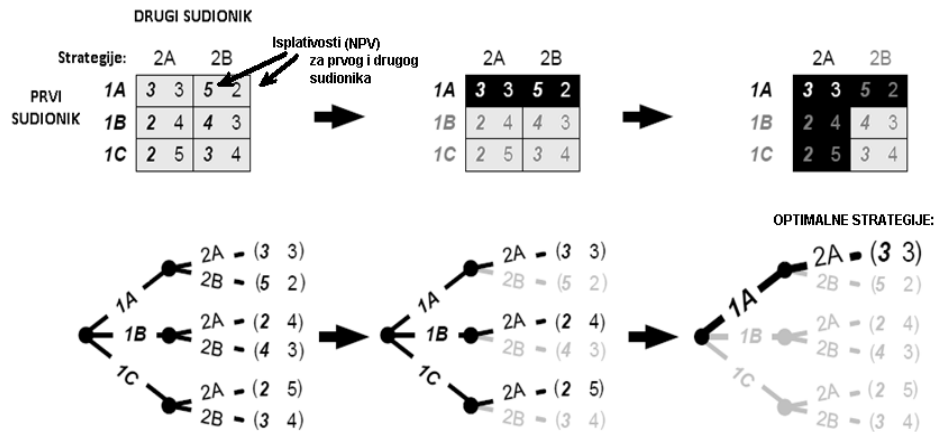 DRUGI SUDIONIK
Isplativosti (NPV)
za prvog i drugog
sudionika
Strategije: 2A 2B
PRVI
SUDIONIK
1A 3 3 5 2
1B 2 4 4 3
1C 2 5 3 4
2A 2B
1A 3 3 5 2
1B 2 4 4 3
1C 2 5 3 4
2A 2B
1A 3 3 5 2
1B 2 4 4 3
1C 2 5 3 4
1A
1B
1C
2A - (3 3)
2B - (5 2)
2A - (2 4)
2B - (4 3)
2A - (2 5)
2B - (3 4)
1A
1B
1C
2A - (3 3)
2B - (5 2)
2A - (2 4)
2B - (4 3)
2A - (2 5)
2B - (3 4)
OPTIMALNE STRATEGIJE:
1A
1B
1C
2A - (3 3)
2B - (5 2)
2A - (2 4)
2B - (4 3)
2A - (2 5)
2B - (3 4)